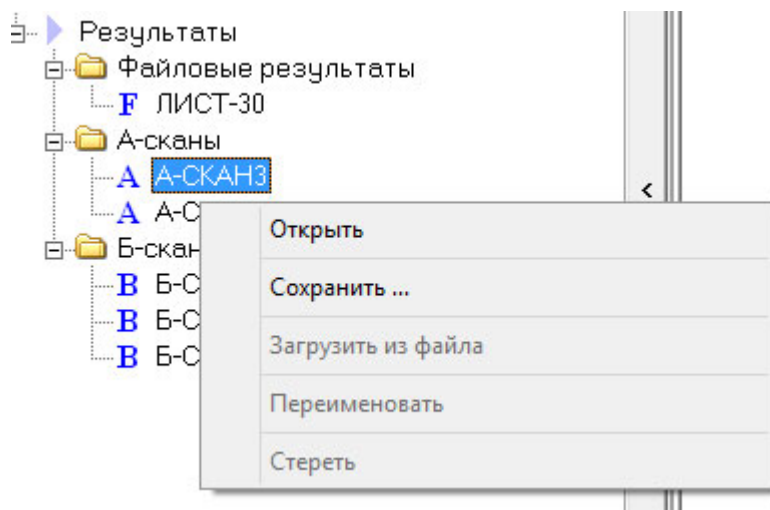 Результаты
Файловые результаты
F ЛИСТ-30
А-сканы
A А-СКАН3
A А-С
Б-скан
B Б-С
B Б-С
B Б-С
<
Открыть
Сохранить ...
Загрузить из файла
Переименовать
Стереть